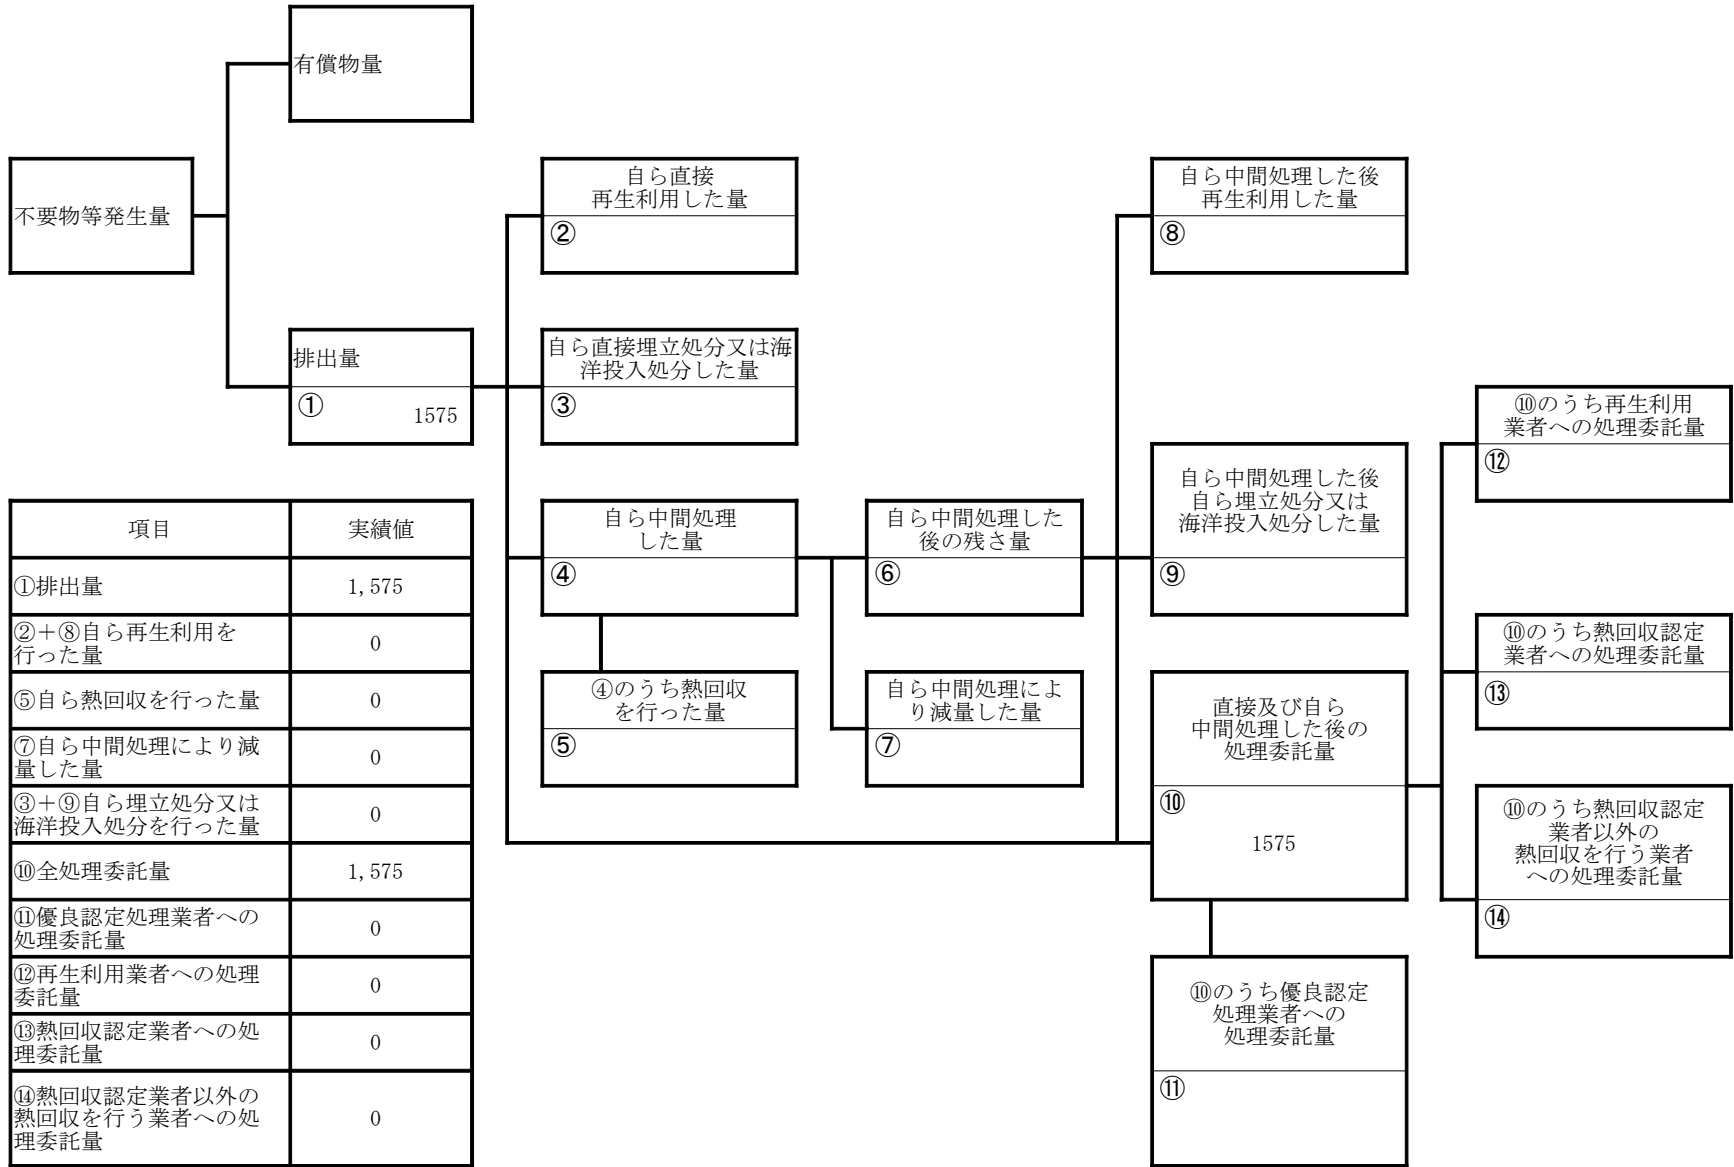 有償物量
不要物等発生量
自ら直接
再生利用した量
②
自ら中間処理した後
再生利用した量
⑧
排出量
①
1575
自ら直接埋立処分又は海
洋投入処分した量
③
⑩のうち再生利用
業者への処理委託量
⑫
自ら中間処理
した量
④
自ら中間処理した
後の残さ量
⑥
自ら中間処理した後
自ら埋立処分又は
海洋投入処分した量
⑨
⑩のうち熱回収認定
業者への処理委託量
⑬
④のうち熱回収
を行った量
⑤
自ら中間処理によ
り減量した量
⑦
直接及び自ら
中間処理した後の
処理委託量
⑩
1575
⑩のうち熱回収認定
業者以外の
熱回収を行う業者
への処理委託量
⑭
⑩のうち優良認定
処理業者への
処理委託量
⑪
項目 実績値
①排出量 1,575
②＋⑧自ら再生利用を
行った量 0
⑤自ら熱回収を行った量 0
⑦自ら中間処理により減
量した量 0
③＋⑨自ら埋立処分又は
海洋投入処分を行った量 0
⑩全処理委託量 1,575
⑪優良認定処理業者への
処理委託量 0
⑫再生利用業者への処理
委託量 0
⑬熱回収認定業者への処
理委託量 0
⑭熱回収認定業者以外の
熱回収を行う業者への処
理委託量 0